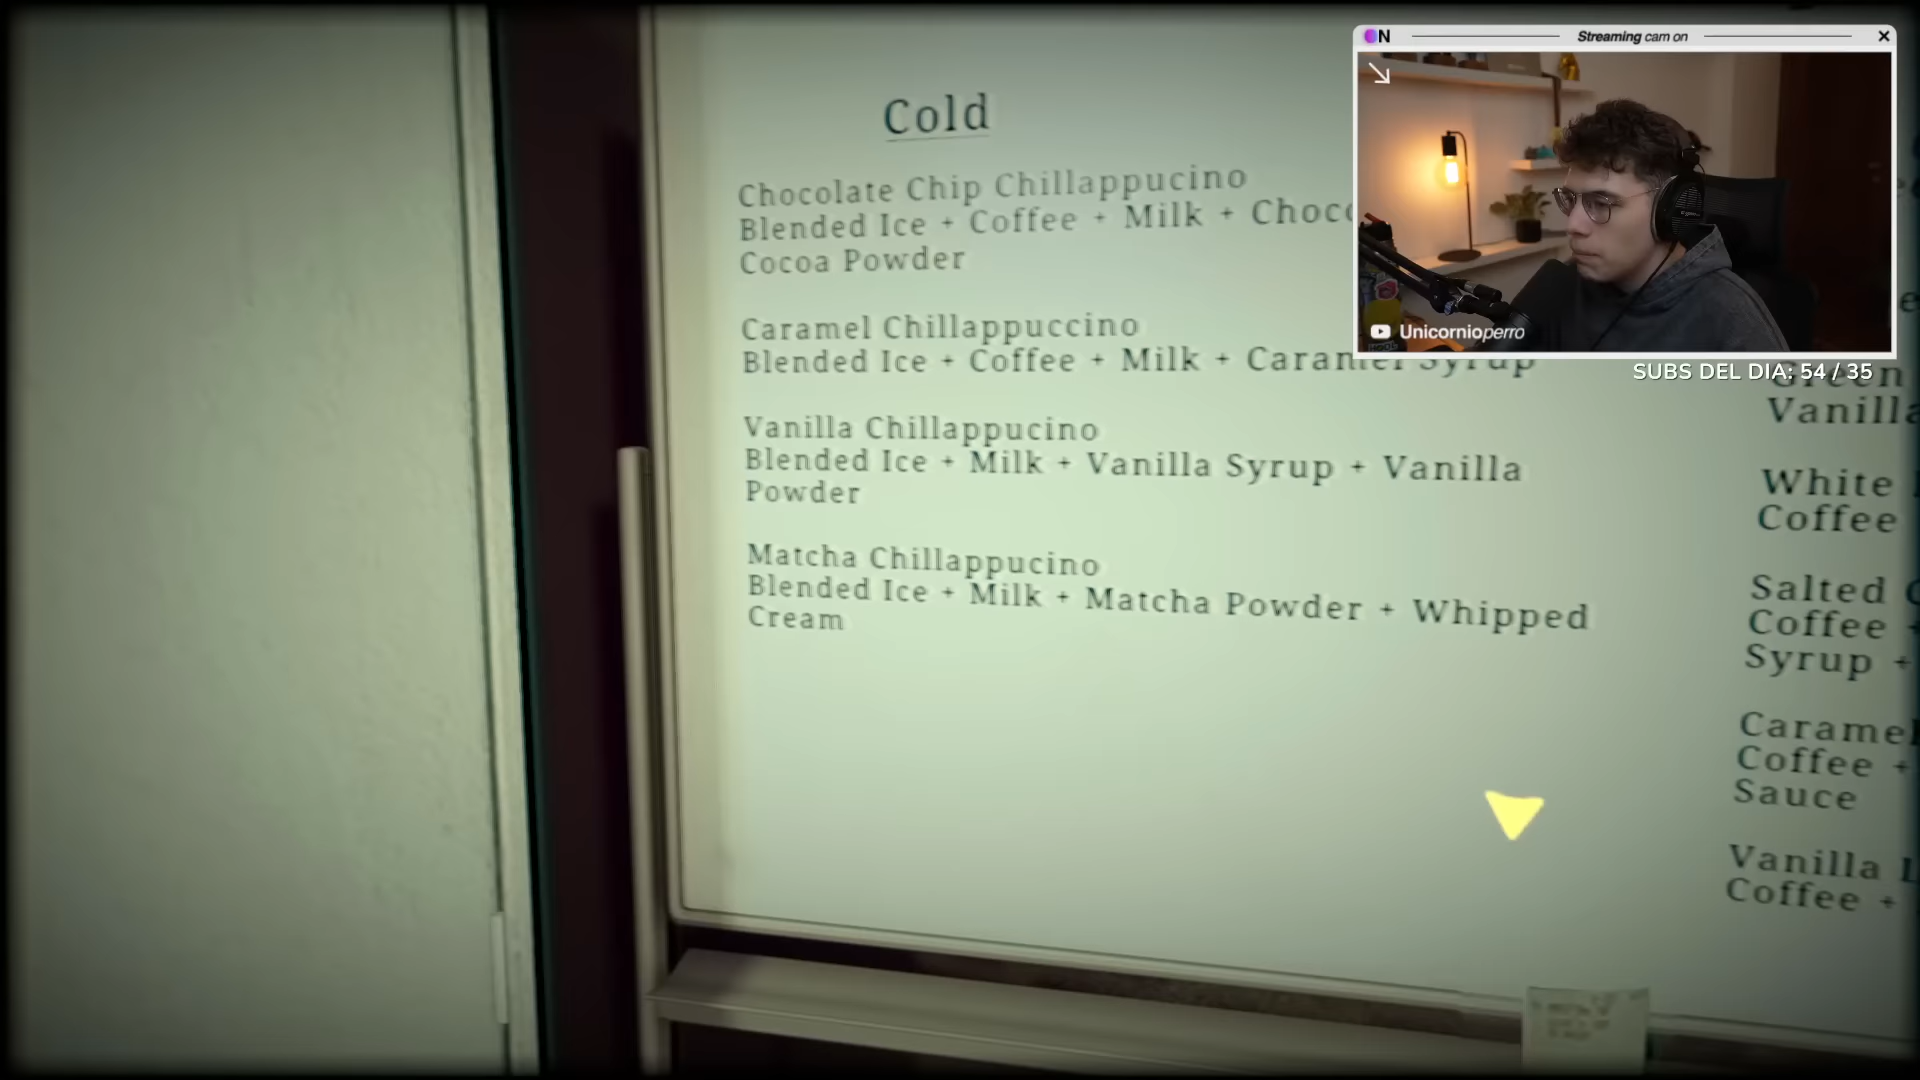 ON
Streaming cam on
Unicornioperro
SUBS DEL DIA: 54 / 35
Cold
Chocolate Chip Chillappucino
Blended Ice + Coffee + Milk +
Cocoa Powder
Caramel Chillappuccino
Blended Ice + Coffee + Milk + Caramel Syrup
Vanilla Chillappucino
Blended Ice + Milk + Vanilla Syrup + Vanilla
Powder
Matcha Chillappucino
Blended Ice + Milk + Matcha Powder + Whipped
Cream
Green
Vanilla
White
Coffee
Salted
Coffee +
Syrup +
Caramel
Coffee +
Sauce
Vanilla
Coffee +